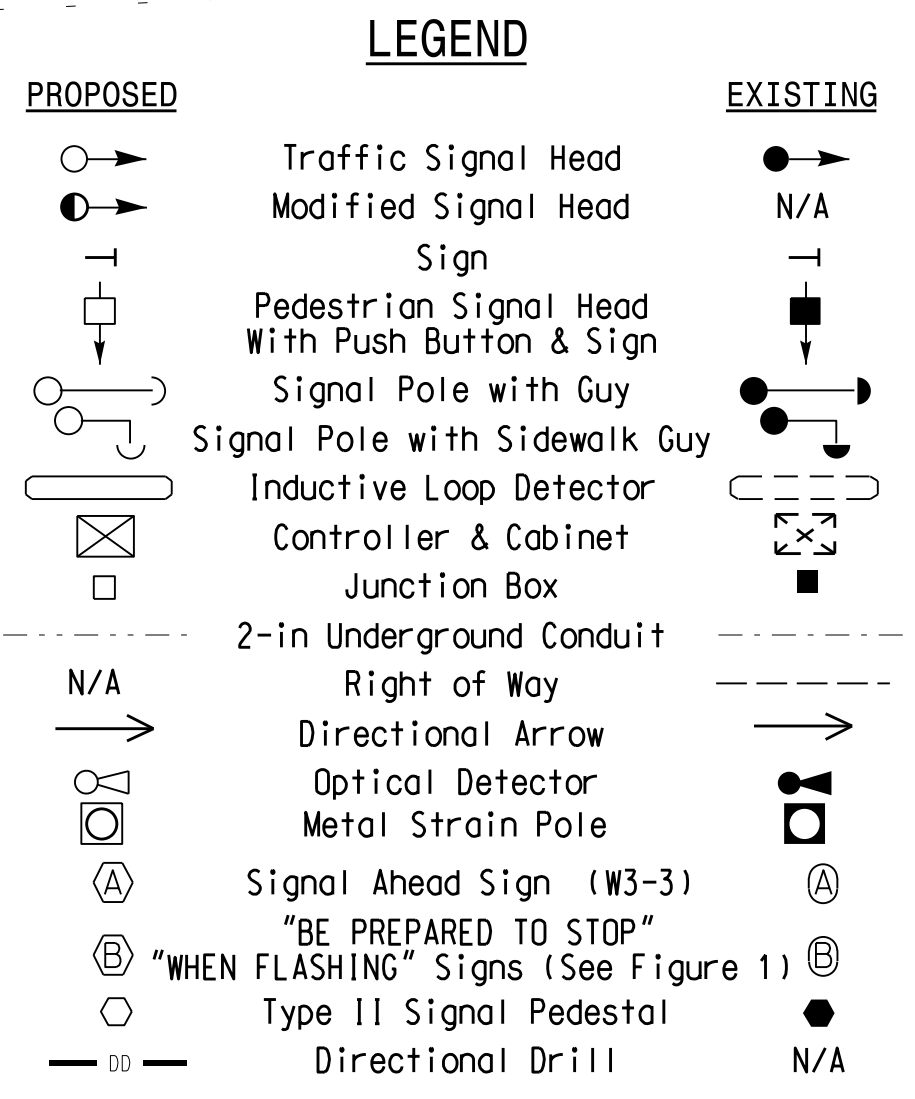 LEGEND
PROPOSED EXISTING
Traffic Signal Head
Modified Signal Head N/A
Sign
Pedestrian Signal Head
With Push Button & Sign
Signal Pole with Guy
Signal Pole with Sidewalk Guy
Inductive Loop Detector
Controller & Cabinet
Junction Box
2-in Underground Conduit
N/A Right of Way
Directional Arrow
Optical Detector
Metal Strain Pole
A Signal Ahead Sign (W3-3) A
"BE PREPARED TO STOP"
B "WHEN FLASHING" Signs (See Figure 1) B
Type II Signal Pedestal
DD Directional Drill N/A